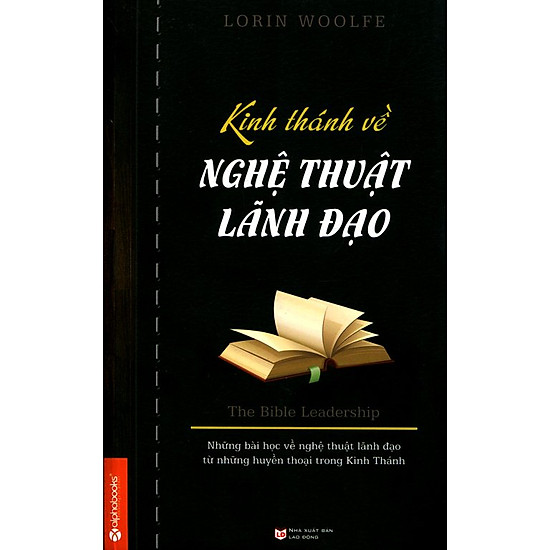 LORIN WOOLFE
Kinh thánh về
NGHỆ THUẬT
LÃNH ĐẠO
The Bible Leadership
Những bài học về nghệ thuật lãnh đạo
từ những huyền thoại trong Kinh Thánh
alphabooks
LĐ
NHÀ XUẤT BẢN
LAO ĐỘNG